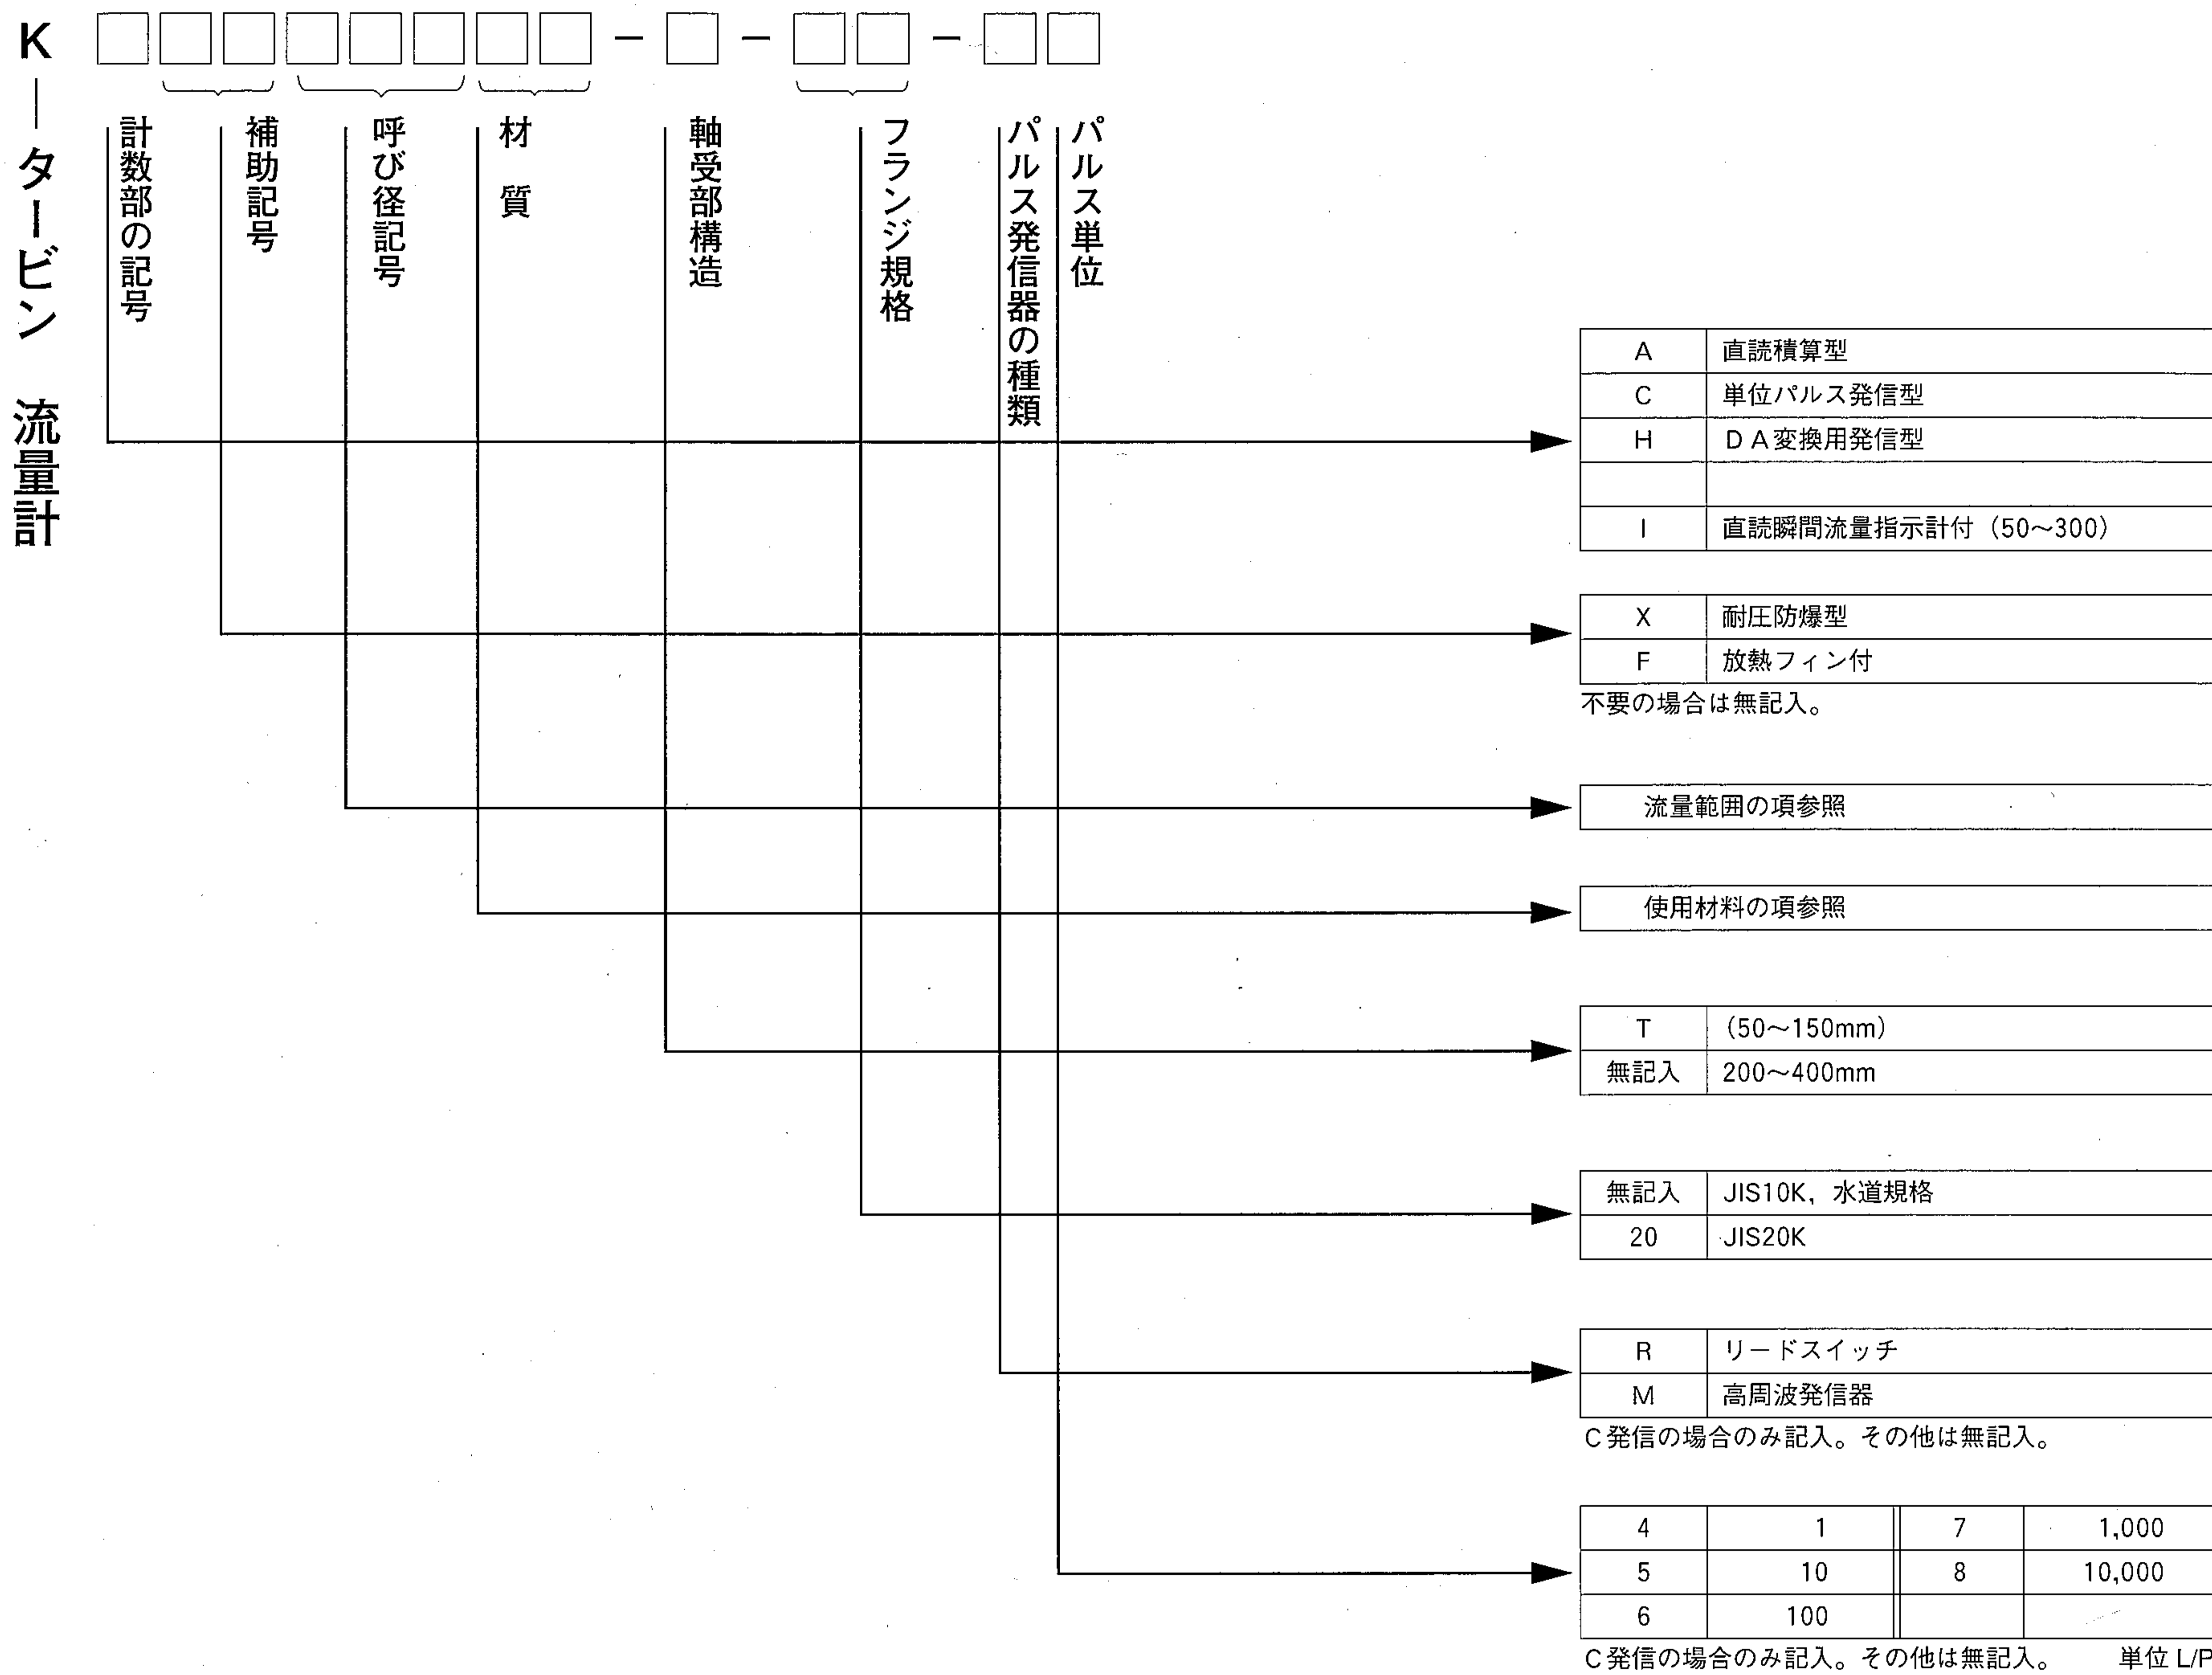 K－タービン 流量計
□□□□□□□□－□－□□－□□
計数部の記号
補助記号
呼び径記号
材 質
軸受部構造
フランジ規格
パルス発信器の種類
パルス単位
A 直読積算型
C 単位パルス発信型
H DA変換用発信型
I 直読瞬間流量指示計付（50～300）
X 耐圧防爆型
F 放熱フィン付
不要の場合は無記入。
流量範囲の項参照
使用材料の項参照
T （50～150mm）
無記入 200～400mm
無記入 JIS10K，水道規格
20 JIS20K
R リードスイッチ
M 高周波発信器
C発信の場合のみ記入。その他は無記入。
4 1 7 1,000
5 10 8 10,000
6 100
C発信の場合のみ記入。その他は無記入。 単位 L/P